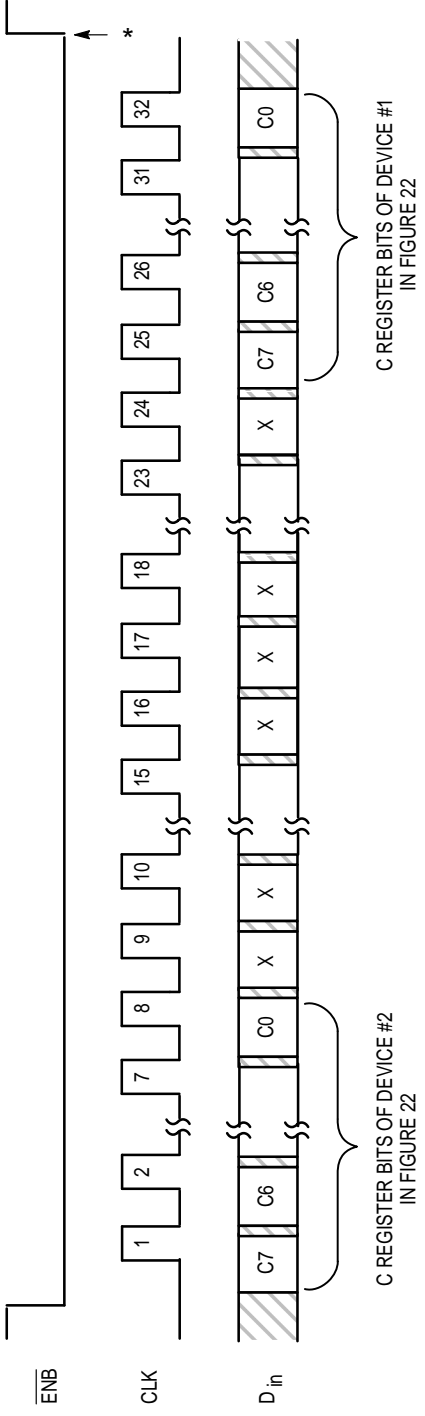 ENB
*
CLK
1 2 7 8 9 10 15 16 17 18 23 24 25 26 31 32
D in
C7 C6 C0 X X X X X X C7 C6 C0
C REGISTER BITS OF DEVICE #2
IN FIGURE 22
C REGISTER BITS OF DEVICE #1
IN FIGURE 22